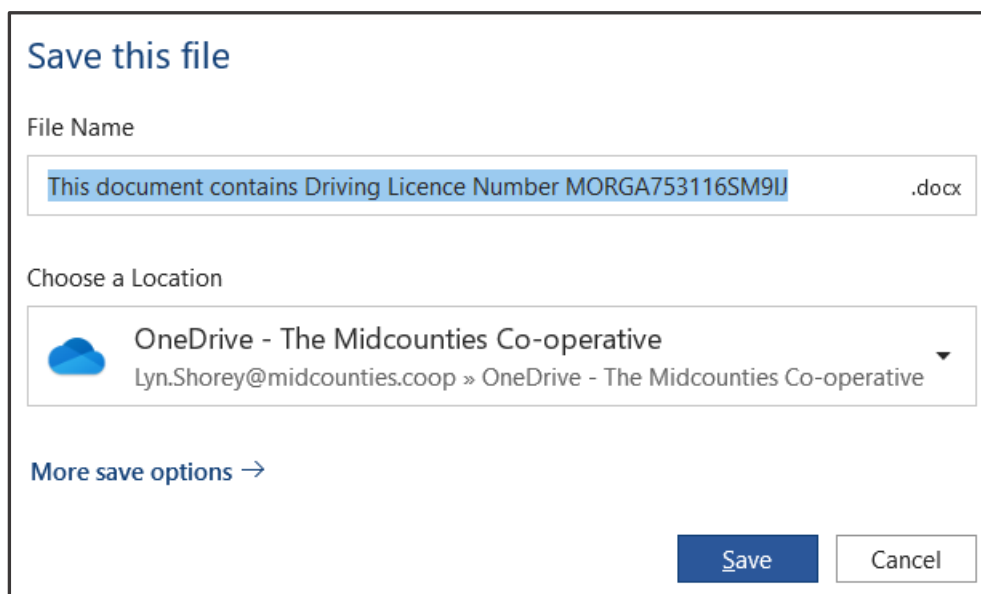 Save this file
File Name
This document contains Driving Licence Number MORGA753116SM9IJ .docx
Choose a Location
OneDrive - The Midcounties Co-operative
Lyn.Shorey@midcounties.coop » OneDrive - The Midcounties Co-operative
More save options →
Save Cancel